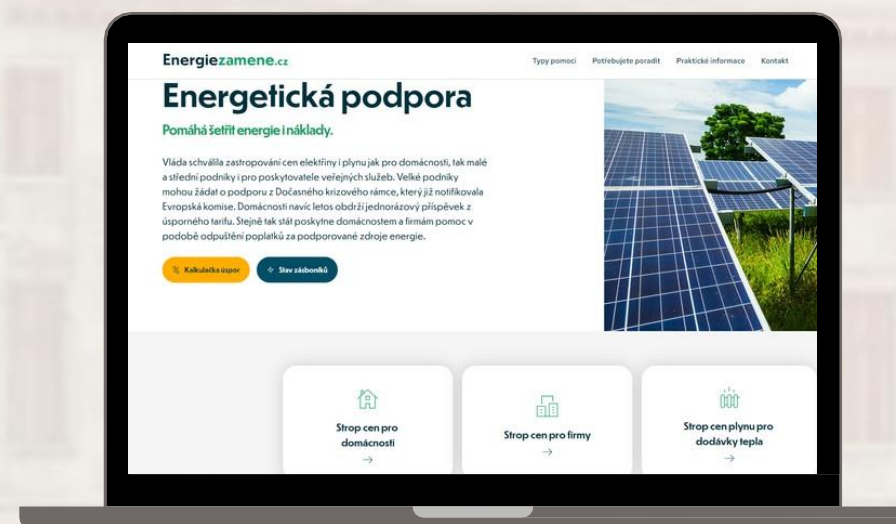 Energiezamene.cz
Typy pomoci Potřebujete poradit Praktické informace Kontakt
Energetická podpora
Pomáhá šetřit energie i náklady.
Vláda schválila zastropování cen elektřiny i plynu jak pro domácnosti, tak malé
a střední podniky i pro poskytovatele veřejných služeb. Velké podniky
mohou žádat o podporu z Dočasného krizového rámce, který již notifikovala
Evropská komise. Domácnosti navíc letos obdrží jednorázový příspěvek z
úsporného tarifu. Stejně tak stát poskytne domácnostem a firmám pomoc v
podobě odpuštění poplatků za podporované zdroje energie.
Kalkulačka úspor
Stav zásobníků
Strop cen pro
domácnosti
Strop cen pro firmy
Strop cen plynu pro
dodávky tepla